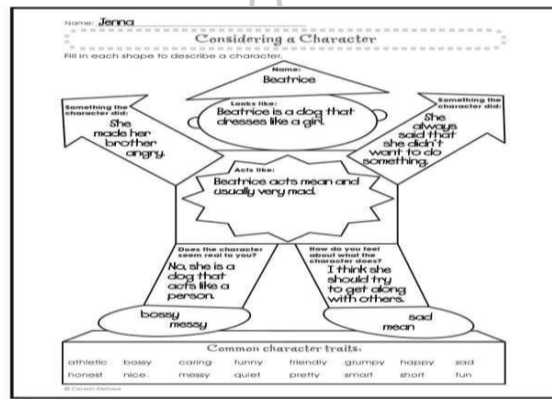 Name: Jenna
Considering a Character
Fill in each shape to describe a character.
Name:
Beatrice
Looks like:
Beatrice is a dog that
dresses like a girl.
Something the
character did:
She
made her
brother
angry.
Something the
character did:
She
always
said that
she didn't
want to do
something.
Acts like:
Beatrice acts mean and
usually very mad.
Does the character
seem real to you?
No, she is a
dog that
acts like a
person.
How do you feel
about what the
character does?
I think she
should try
to get along
with others.
bossy
messy
sad
mean
Common character traits:
athletic bossy caring funny friendly grumpy happy sad
honest nice messy quiet pretty smart short fun